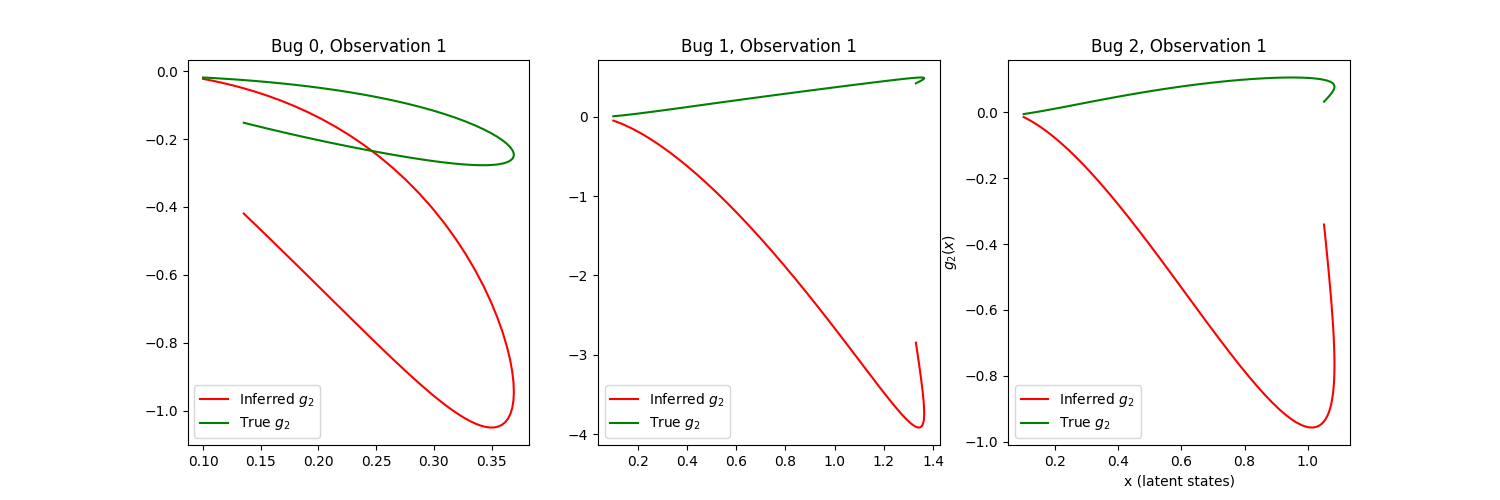 Bug 0, Observation 1
0.0
−0.2
−0.4
−0.6
−0.8
−1.0
0.10 0.15 0.20 0.25 0.30 0.35
Inferred g₂
True g₂
Bug 1, Observation 1
0
−1
−2
−3
−4
0.2 0.4 0.6 0.8 1.0 1.2 1.4
Inferred g₂
True g₂
Bug 2, Observation 1
g₂(x)
0.0
−0.2
−0.4
−0.6
−0.8
−1.0
0.2 0.4 0.6 0.8 1.0
x (latent states)
Inferred g₂
True g₂